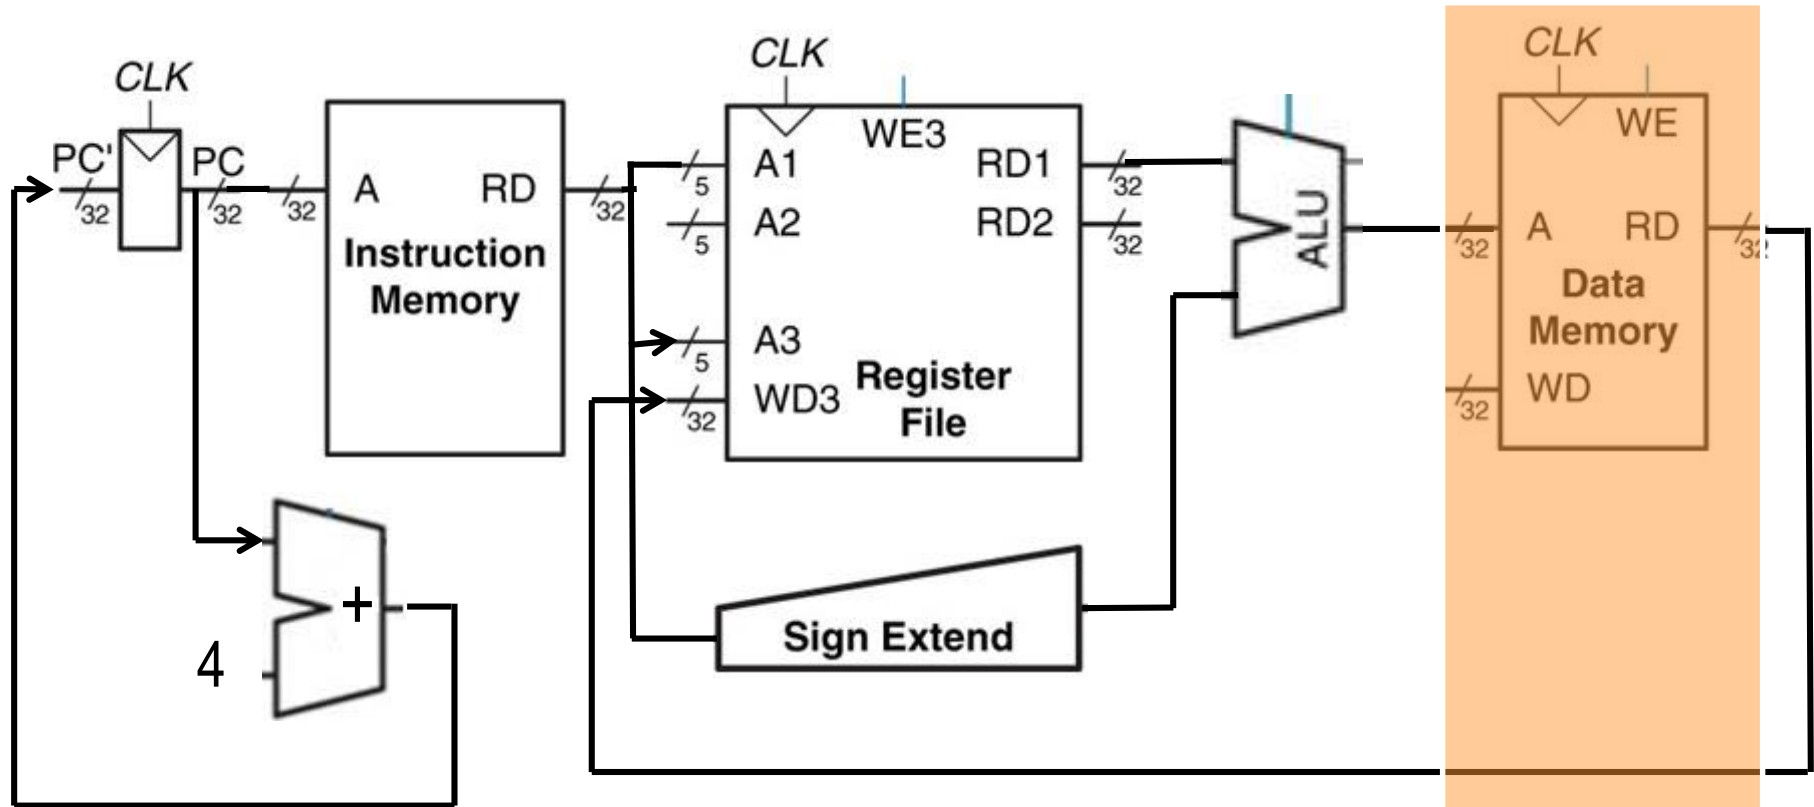 CLK
PC'
PC
32
32
32
A
RD
Instruction
Memory
32
CLK
WE3
5
A1
RD1
32
5
A2
RD2
32
5
A3
32
WD3
Register
File
ALU
CLK
WE
32
A
RD
32
Data
Memory
32
WD
+
4
Sign Extend